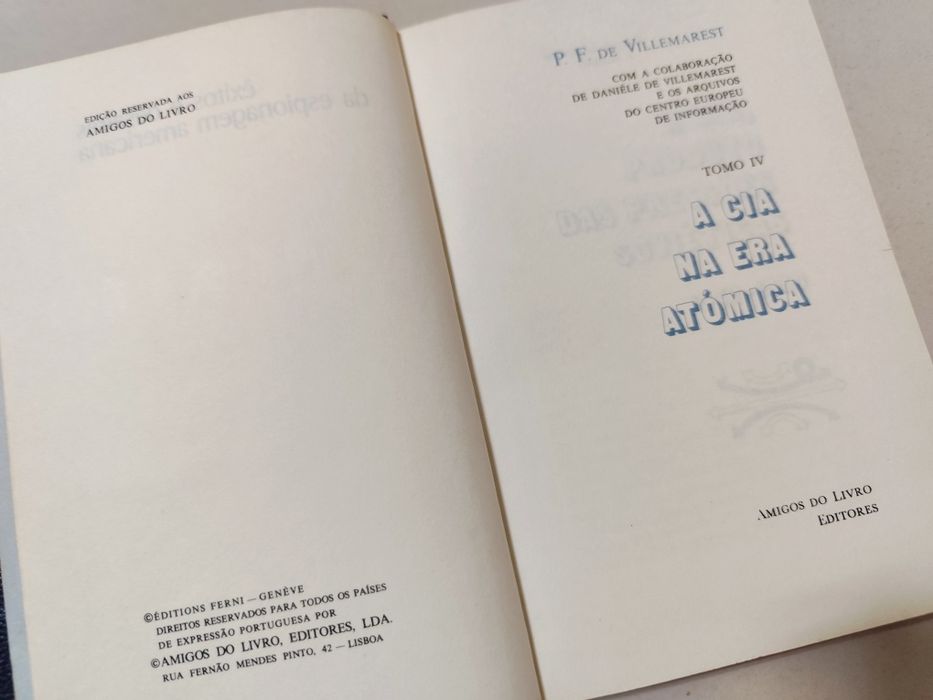 EDIÇÃO RESERVADA AOS
AMIGOS DO LIVRO
©ÉDITIONS FERNI — GENÊVE
DIREITOS RESERVADOS PARA TODOS OS PAÍSES
DE EXPRESSÃO PORTUGUESA POR
©AMIGOS DO LIVRO, EDITORES, LDA.
RUA FERNÃO MENDES PINTO, 42 — LISBOA
P. F. DE VILLEMAREST
COM A COLABORAÇÃO
DE DANIÈLE DE VILLEMAREST
E OS ARQUIVOS
DO CENTRO EUROPEU
DE INFORMAÇÃO
TOMO IV
A CIA
NA ERA
ATÓMICA
AMIGOS DO LIVRO
EDITORES